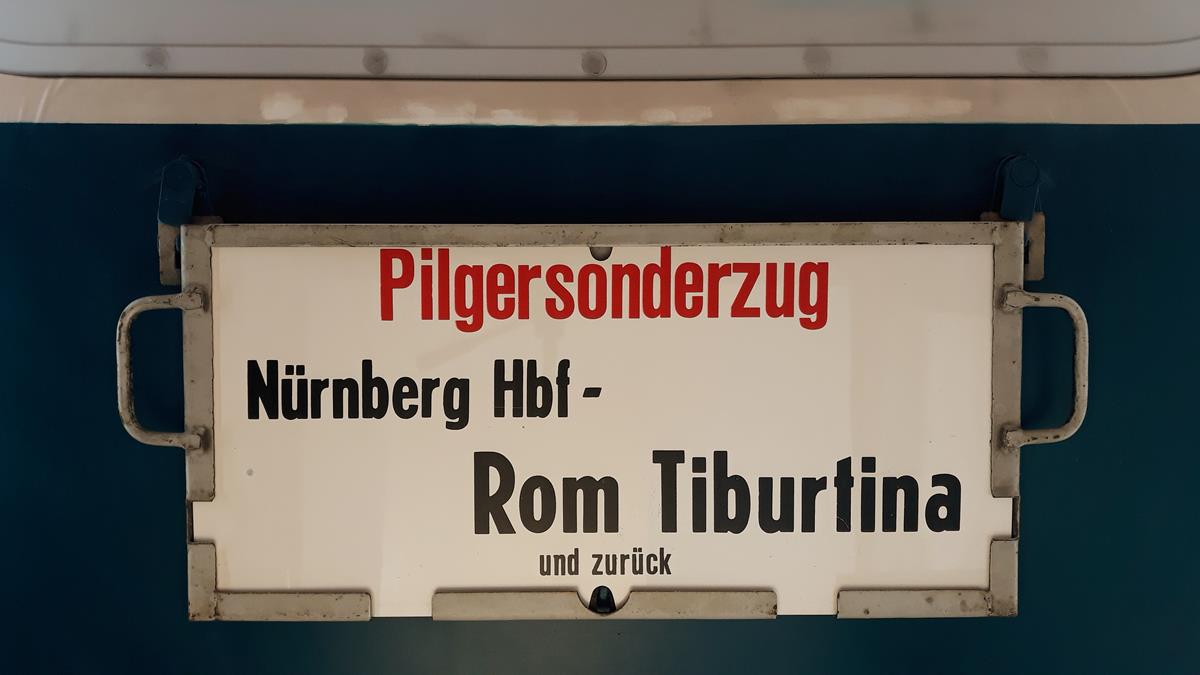 Pilgersonderzug
Nürnberg Hbf -
Rom Tiburtina
und zurück